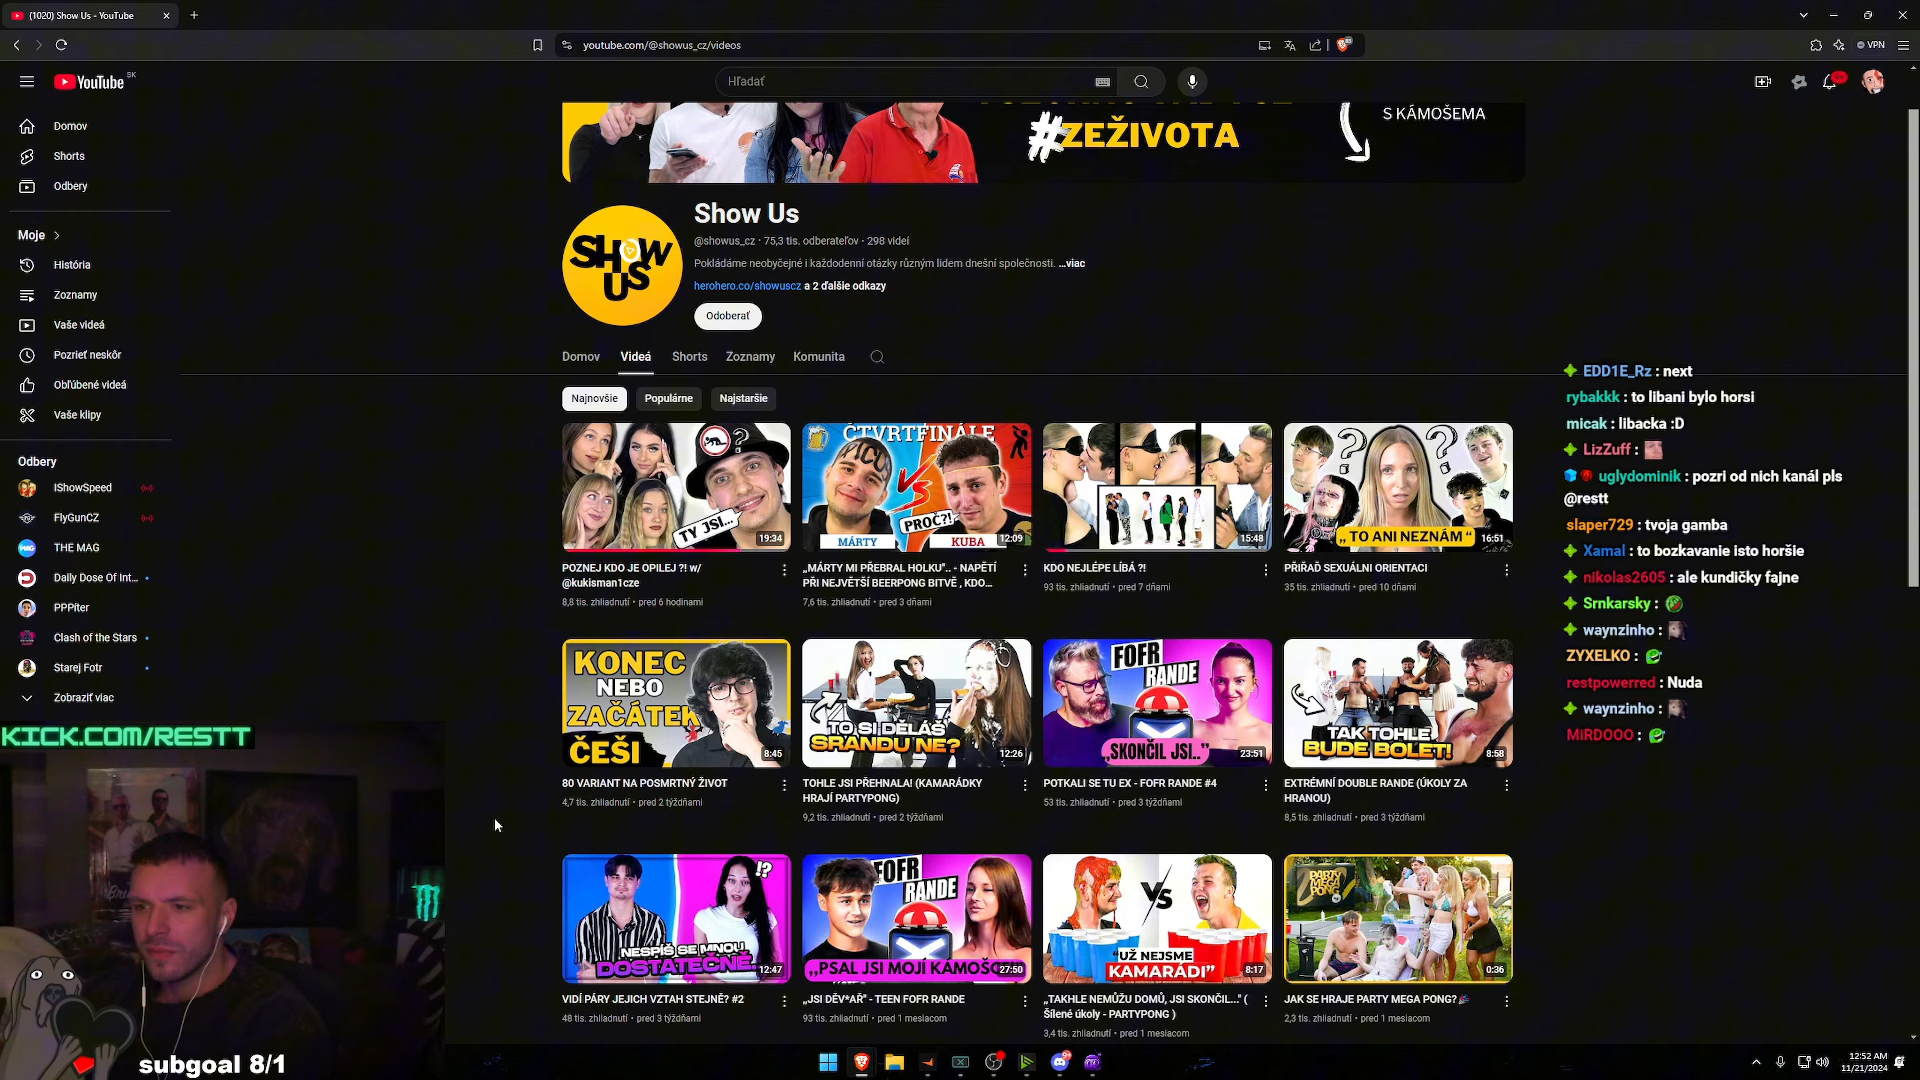 (1020) Show Us - YouTube
youtube.com/@showus_cz/videos
VPN
YouTube SK
Hľadať
Domov
Shorts
Odbery
Moje
História
Zoznamy
Vaše videá
Pozrieť neskôr
Obľúbené videá
Vaše klipy
Odbery
IShowSpeed
FlyGunCZ
THE MAG
Daily Dose Of Int...
PPPíter
Clash of the Stars
Starej Fotr
Zobraziť viac
#ZEŽIVOTA
S KÁMOŠEMA
SHOW
US
Show Us
@showus_cz · 75,3 tis. odberateľov · 298 videí
Pokládáme neobyčejné i každodenní otázky různým lidem dnešní společnosti. ...viac
herohero.co/showuscz a 2 ďalšie odkazy
Odoberať
Domov Videá Shorts Zoznamy Komunita
Najnovšie Populárne Najstaršie
TY JSI...
19:34
POZNEJ KDO JE OPILEJ ?! w/
@kukisman1cze
8,8 tis. zhliadnutí • pred 6 hodinami
ČTVRTFINÁLE
VS
PROČ?!
MÁRTY KUBA
12:09
„MÁRTY MI PŘEBRAL HOLKU".. - NAPĚTÍ
PŘI NEJVĚTŠÍ BEERPONG BITVĚ , KDO...
7,6 tis. zhliadnutí • pred 3 dňami
15:48
KDO NEJLÉPE LÍBÁ ?!
93 tis. zhliadnutí • pred 7 dňami
„ TO ANI NEZNÁM "
16:51
PŘIŘAĎ SEXUÁLNI ORIENTACI
35 tis. zhliadnutí • pred 10 dňami
KONEC
NEBO
ZAČÁTEK
ČEŠI
8:45
80 VARIANT NA POSMRTNÝ ŽIVOT
4,7 tis. zhliadnutí • pred 2 týždňami
TO SI DĚLÁŠ
SRANDU NE?
12:26
TOHLE JSI PŘEHNALA! (KAMARÁDKY
HRAJÍ PARTYPONG)
9,2 tis. zhliadnutí • pred 2 týždňami
FOFR
RANDE
„SKONČIL JSI.."
23:51
POTKALI SE TU EX - FOFR RANDE #4
53 tis. zhliadnutí • pred 3 týždňami
TAK TOHLE
BUDE BOLET!
8:58
EXTRÉMNÍ DOUBLE RANDE (ÚKOLY ZA
HRANOU)
8,5 tis. zhliadnutí • pred 3 týždňami
!?
NESPÍŠ SE MNOU
DOSTATEČNĚ.
12:47
VIDÍ PÁRY JEJICH VZTAH STEJNĚ? #2
48 tis. zhliadnutí • pred 3 týždňami
FOFR
RANDE
„PSAL JSI MOJÍ KÁMOŠ
27:50
„JSI DĚV*AŘ" - TEEN FOFR RANDE
93 tis. zhliadnutí • pred 1 mesiacom
VS
"UŽ NEJSME
KAMARÁDI"
8:17
„TAKHLE NEMŮŽU DOMŮ, JSI SKONČIL..." (
Šílené úkoly - PARTYPONG )
3,4 tis. zhliadnutí • pred 1 mesiacom
PARTY
MEGA
PONG
0:36
JAK SE HRAJE PARTY MEGA PONG?
2,3 tis. zhliadnutí • pred 1 mesiacom
EDD1E_Rz : next
rybakkk : to libani bylo horsi
micak : libacka :D
LizZuff :
uglydominik : pozri od nich kanál pls
@restt
slaper729 : tvoja gamba
Xamal : to bozkavanie isto horšie
nikolas2605 : ale kundičky fajne
Srnkarsky :
waynzinho :
ZYXELKO :
restpowerred : Nuda
waynzinho :
MiRDOOO :
KICK.COM/RESTT
subgoal 8/1
12:52 AM
11/21/2024